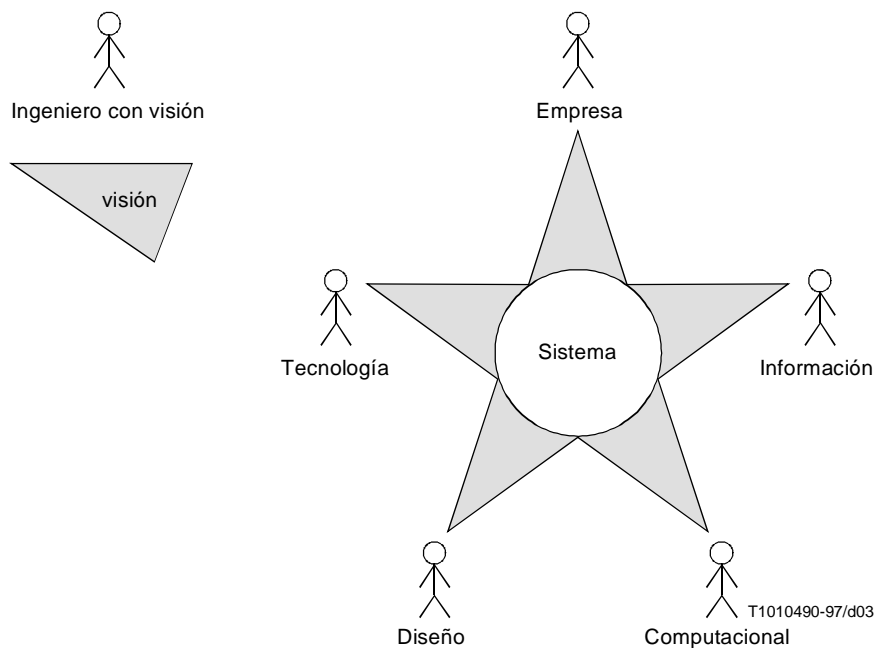 Ingeniero con visión
visión
Empresa
Tecnología
Sistema
Información
Diseño
Computacional
T1010490-97/d03